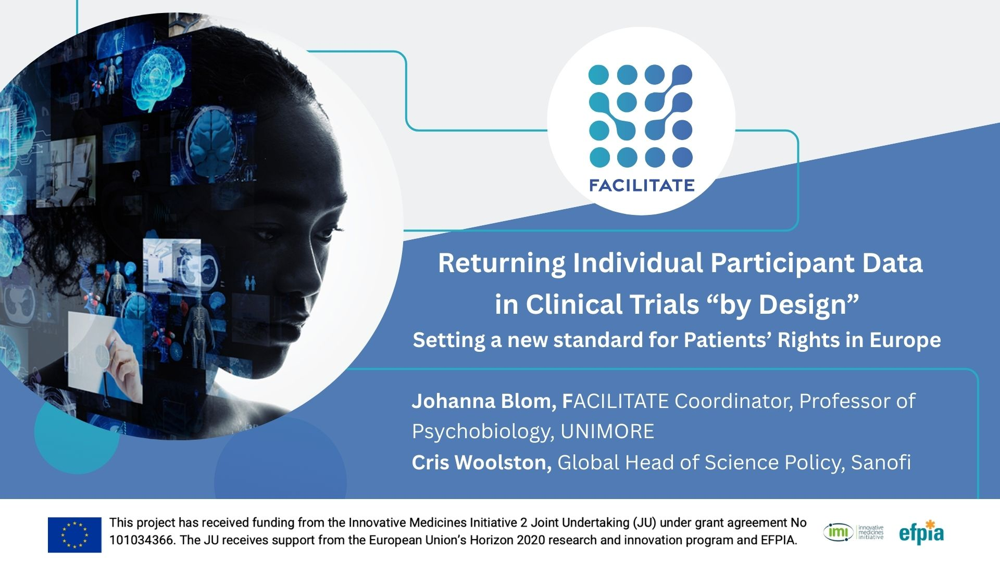 FACILITATE
Returning Individual Participant Data
in Clinical Trials “by Design”
Setting a new standard for Patients’ Rights in Europe
Johanna Blom, FACILITATE Coordinator, Professor of
Psychobiology, UNIMORE
Cris Woolston, Global Head of Science Policy, Sanofi
This project has received funding from the Innovative Medicines Initiative 2 Joint Undertaking (JU) under grant agreement No
101034366. The JU receives support from the European Union’s Horizon 2020 research and innovation program and EFPIA.
imi
innovative
medicines
initiative
efpia